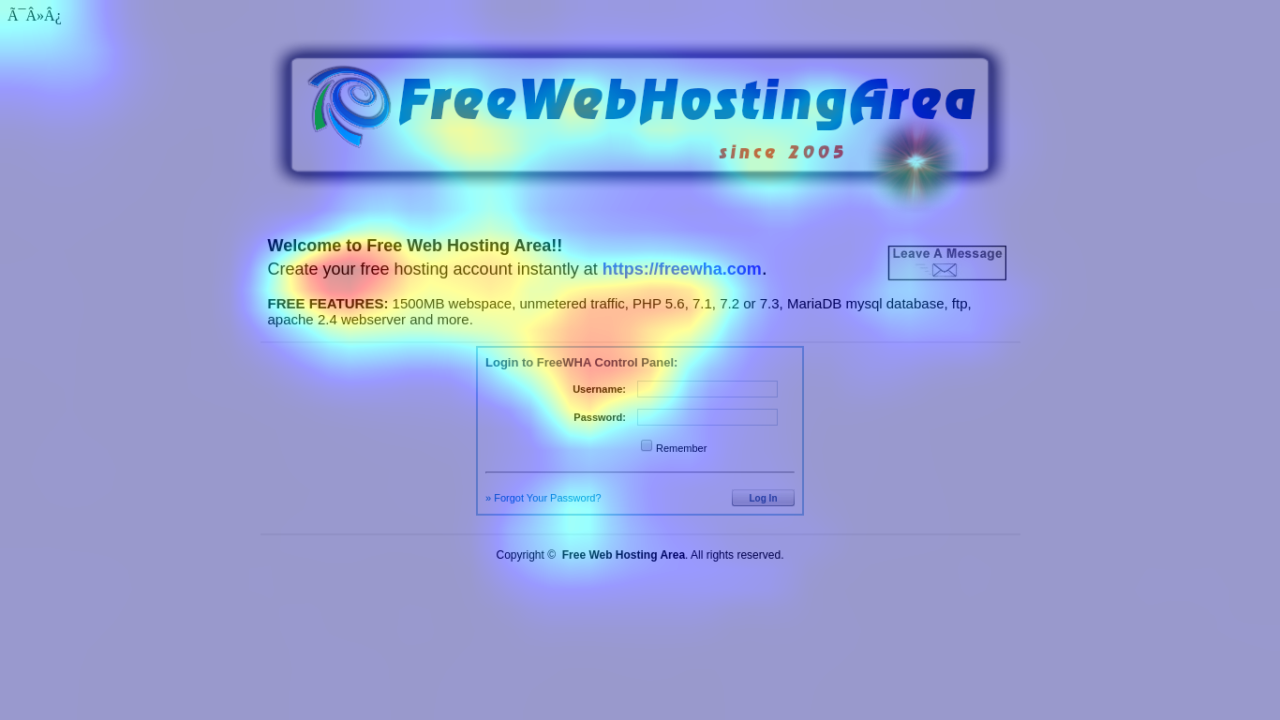 Ã¯Â»Â¿
FreeWebHostingArea
since 2005
Welcome to Free Web Hosting Area!!
Create your free hosting account instantly at https://freewha.com.
Leave A Message
FREE FEATURES: 1500MB webspace, unmetered traffic, PHP 5.6, 7.1, 7.2 or 7.3, MariaDB mysql database, ftp,
apache 2.4 webserver and more.
Login to FreeWHA Control Panel:
Username:
Password:
Remember
» Forgot Your Password?
Log In
Copyright © Free Web Hosting Area. All rights reserved.